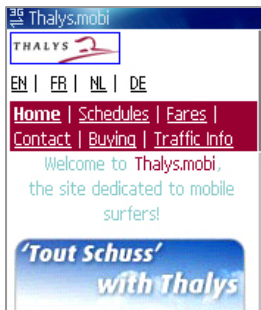 3G Thalys.mobi
THALYS
EN | FR | NL | DE
Home | Schedules | Fares |
Contact | Buying | Traffic Info
Welcome to Thalys.mobi,
the site dedicated to mobile
surfers!
'Tout Schuss'
with Thalys